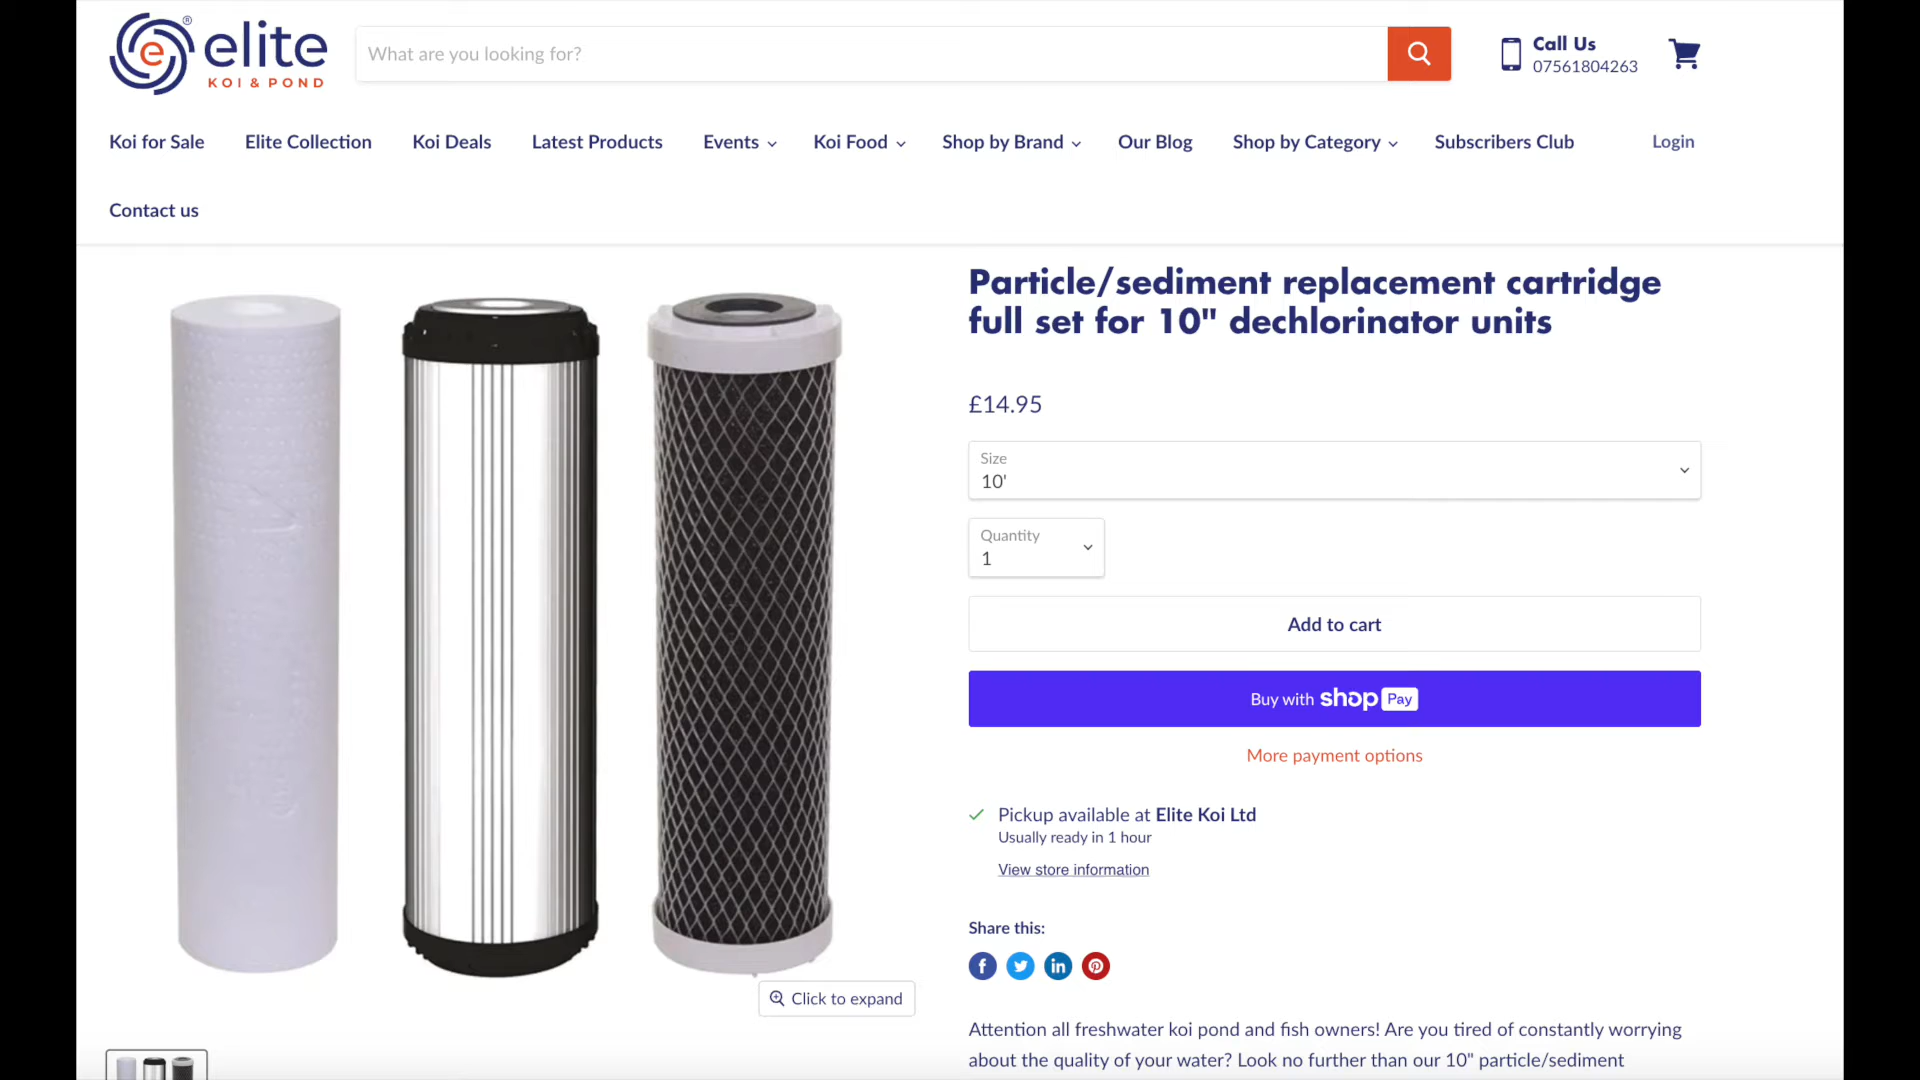 elite®
KOI & POND
What are you looking for?
Call Us
07561804263
Koi for Sale
Elite Collection
Koi Deals
Latest Products
Events
Koi Food
Shop by Brand
Our Blog
Shop by Category
Subscribers Club
Login
Contact us
Particle/sediment replacement cartridge
full set for 10" dechlorinator units
£14.95
Size
10'
Quantity
1
Add to cart
Buy with shop Pay
More payment options
Pickup available at Elite Koi Ltd
Usually ready in 1 hour
View store information
Share this:
Click to expand
Attention all freshwater koi pond and fish owners! Are you tired of constantly worrying
about the quality of your water? Look no further than our 10" particle/sediment